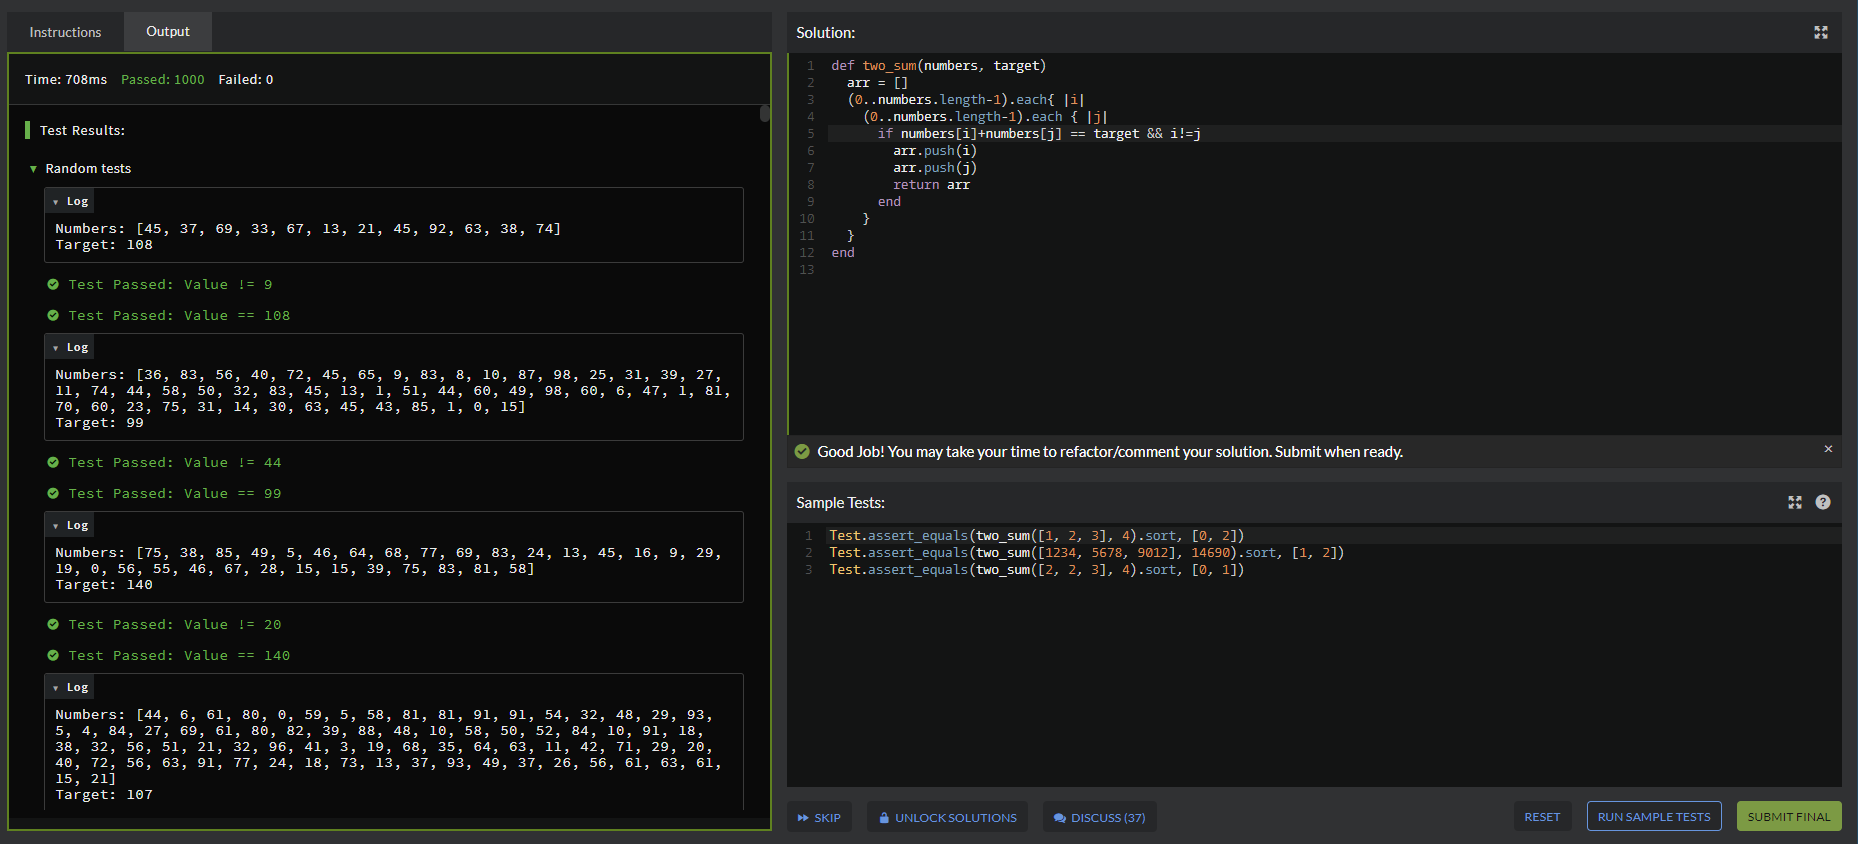 Instructions
Output
Time: 708ms Passed: 1000 Failed: 0
Test Results:
Random tests
Log
Numbers: [45, 37, 69, 33, 67, 13, 21, 45, 92, 63, 38, 74]
Target: 108
Test Passed: Value != 9
Test Passed: Value == 108
Log
Numbers: [36, 83, 56, 40, 72, 45, 65, 9, 83, 8, 10, 87, 98, 25, 31, 39, 27,
11, 74, 44, 58, 50, 32, 83, 45, 13, 1, 51, 44, 60, 49, 98, 60, 6, 47, 1, 81,
70, 60, 23, 75, 31, 14, 30, 63, 45, 43, 85, 1, 0, 15]
Target: 99
Test Passed: Value != 44
Test Passed: Value == 99
Log
Numbers: [75, 38, 85, 49, 5, 46, 64, 68, 77, 69, 83, 24, 13, 45, 16, 9, 29,
19, 0, 56, 55, 46, 67, 28, 15, 15, 39, 75, 83, 81, 58]
Target: 140
Test Passed: Value != 20
Test Passed: Value == 140
Log
Numbers: [44, 6, 61, 80, 0, 59, 5, 58, 81, 81, 91, 91, 54, 32, 48, 29, 93,
5, 4, 84, 27, 69, 61, 80, 82, 39, 88, 48, 10, 58, 50, 52, 84, 10, 91, 18,
38, 32, 56, 51, 21, 32, 96, 41, 3, 19, 68, 35, 64, 63, 11, 42, 71, 29, 20,
40, 72, 56, 63, 91, 77, 24, 18, 73, 13, 37, 93, 49, 37, 26, 56, 61, 63, 61,
15, 21]
Target: 107
Solution:
1 def two_sum(numbers, target)
2 arr = []
3 (0..numbers.length-1).each{ |i|
4 (0..numbers.length-1).each { |j|
5 if numbers[i]+numbers[j] == target && i!=j
6 arr.push(i)
7 arr.push(j)
8 return arr
9 end
10 }
11 }
12 end
13
Good Job! You may take your time to refactor/comment your solution. Submit when ready.
Sample Tests:
1 Test.assert_equals(two_sum([1, 2, 3], 4).sort, [0, 2])
2 Test.assert_equals(two_sum([1234, 5678, 9012], 14690).sort, [1, 2])
3 Test.assert_equals(two_sum([2, 2, 3], 4).sort, [0, 1])
SKIP
UNLOCK SOLUTIONS
DISCUSS (37)
RESET
RUN SAMPLE TESTS
SUBMIT FINAL